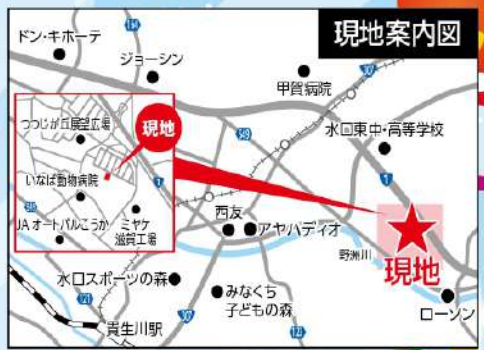 現地案内図
ドン・キホーテ
164
ジョーシン
307
甲賀病院
1
549
水口東中・高等学校
つつじが丘展望広場
現地
いなば動物病院
JAオートパルこうか
ミヤケ
滋賀工場
1
1
西友
アヤハディオ
野洲川
現地
ローソン
水口スポーツの森
みなくち
子どもの森
121
貴生川駅
307
123